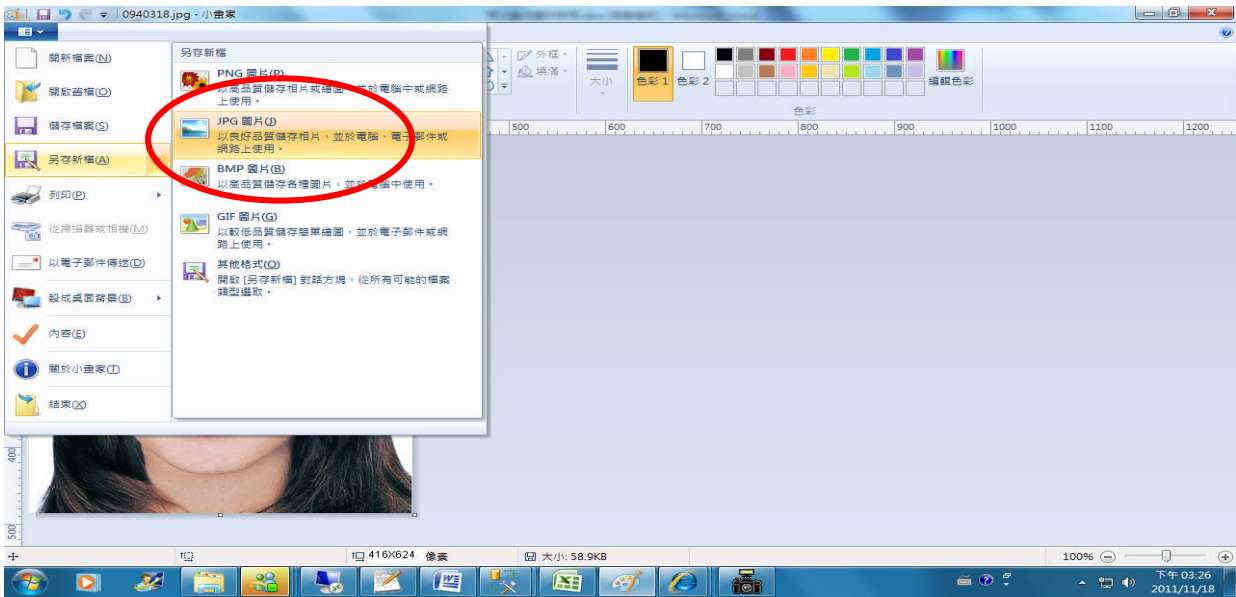 0940318.jpg - 小畫家
開新檔案(N)
開啟舊檔(O)
儲存檔案(S)
另存新檔(A)
列印(P)
從掃描器或相機(M)
以電子郵件傳送(D)
設成桌面背景(B)
內容(E)
關於小畫家(T)
結束(X)
另存新檔
PNG 圖片(P)
以高品質儲存相片或繪圖，並於電腦中或網路
上使用。
JPG 圖片(J)
以良好品質儲存相片，並於電腦、電子郵件或
網路上使用。
BMP 圖片(B)
以高品質儲存各種圖片，並於電腦中使用。
GIF 圖片(G)
以較低品質儲存簡單繪圖，並於電子郵件或網
路上使用。
其他格式(O)
開啟 [另存新檔] 對話方塊，從所有可能的檔案
類型選取。
外框
填滿
大小
色彩 1
色彩 2
編輯色彩
色彩
500 600 700 800 900 1000 1100 1200
400
500
416X624 像素
大小: 58.9KB
100%
下午 03:26
2011/11/18